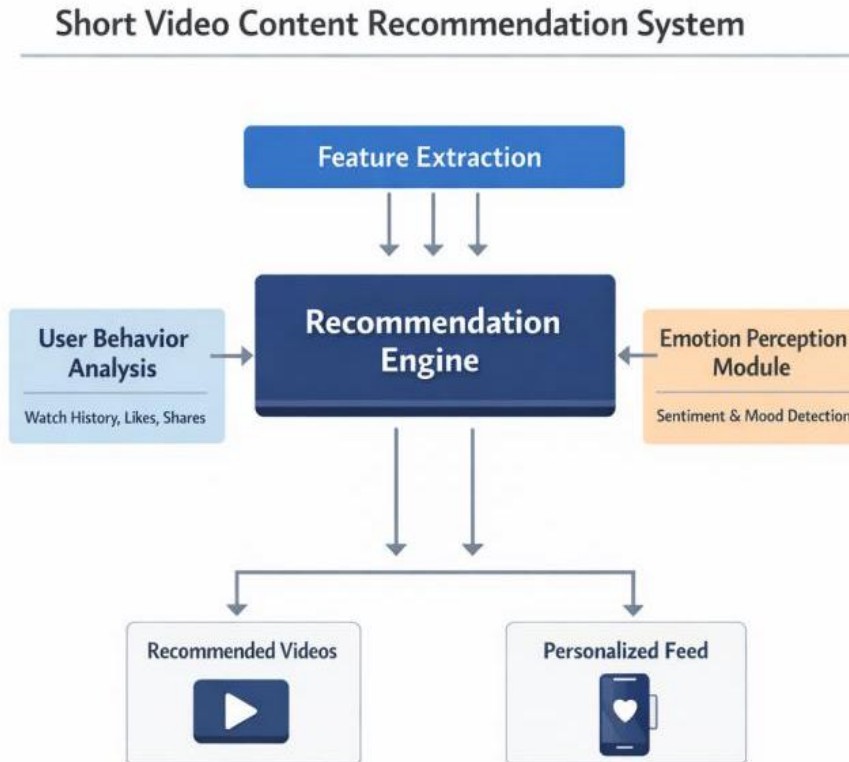 Short Video Content Recommendation System
Feature Extraction
Recommendation
Engine
User Behavior
Analysis
Watch History, Likes, Shares
Emotion Perception
Module
Sentiment & Mood Detection
Recommended Videos
Personalized Feed